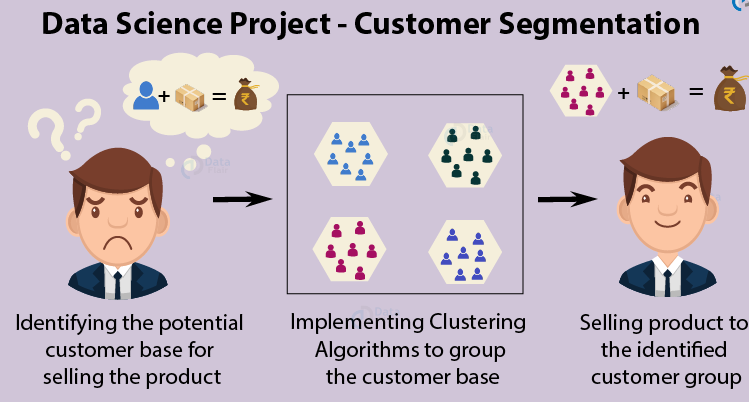 Data Science Project - Customer Segmentation
+ = ₹
+ = ₹
Data
Identifying the potential
customer base for
selling the product
Implementing Clustering
Algorithms to group
the customer base
Selling product to
the identified
customer group